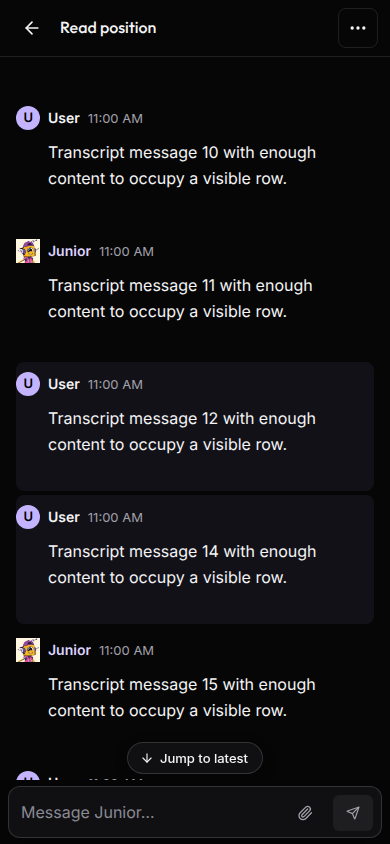 Read position
U User 11:00 AM
Transcript message 10 with enough
content to occupy a visible row.
Junior 11:00 AM
Transcript message 11 with enough
content to occupy a visible row.
U User 11:00 AM
Transcript message 12 with enough
content to occupy a visible row.
U User 11:00 AM
Transcript message 14 with enough
content to occupy a visible row.
Junior 11:00 AM
Transcript message 15 with enough
content to occupy a visible row.
Jump to latest
Message Junior...